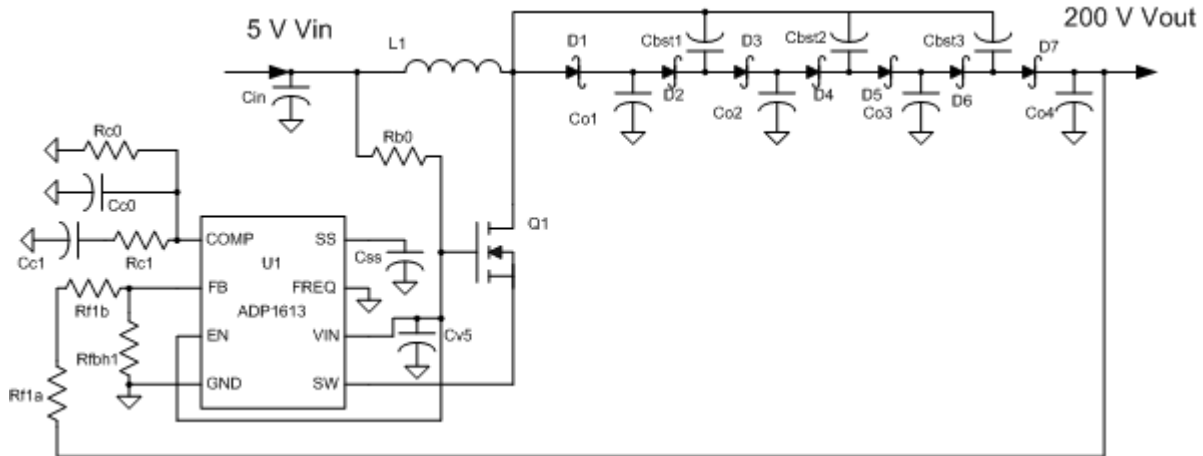 200 V Vout
5 V Vin
L1
D1
Cbst1
D3
Cbst2
Cbst3
D7
Cin
D2
D4
D5
D6
Co1
Co2
Co3
Co4
Rc0
Rb0
Cc0
Q1
COMP
SS
Cc1
Rc1
U1
Css
FB
FREQ
Rf1b
ADP1613
EN
VIN
Cv5
Rfbh1
GND
SW
Rf1a